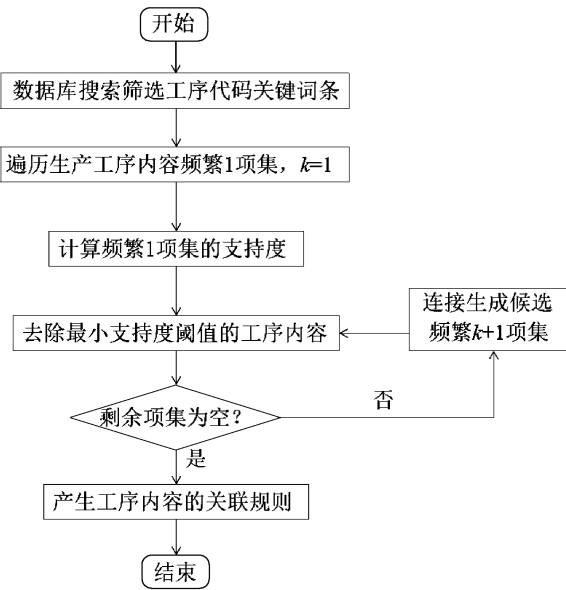 开始
数据库搜索筛选工序代码关键词条
遍历生产工序内容频繁1项集，k=1
计算频繁1项集的支持度
连接生成候选
频繁k+1项集
去除最小支持度阈值的工序内容
剩余项集为空？
否
是
产生工序内容的关联规则
结束